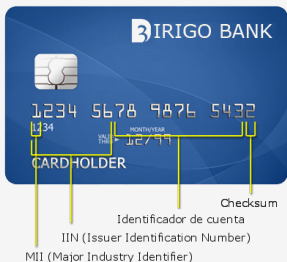 3IRIGO BANK
1234 5678 9876 5432
1234
MONTH/YEAR
VALID THRU 12/99
CARDHOLDER
Checksum
Identificador de cuenta
IIN (Issuer Identification Number)
MII (Major Industry Identifier)